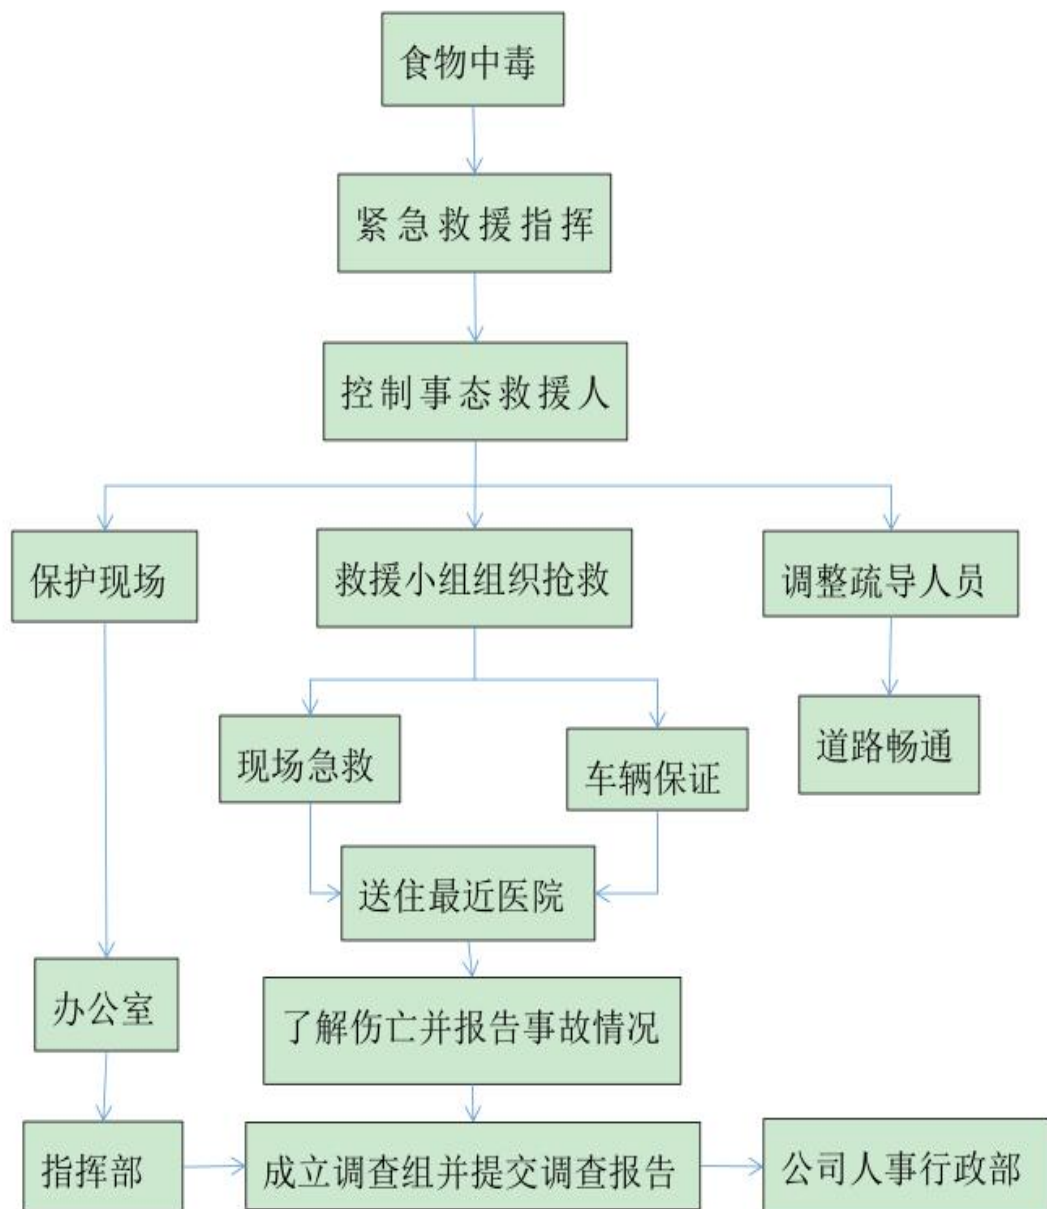 食物中毒
紧急救援指挥
控制事态救援人
保护现场
救援小组组织抢救
调整疏导人员
现场急救
车辆保证
道路畅通
送住最近医院
办公室
了解伤亡并报告事故情况
指挥部
成立调查组并提交调查报告
公司人事行政部